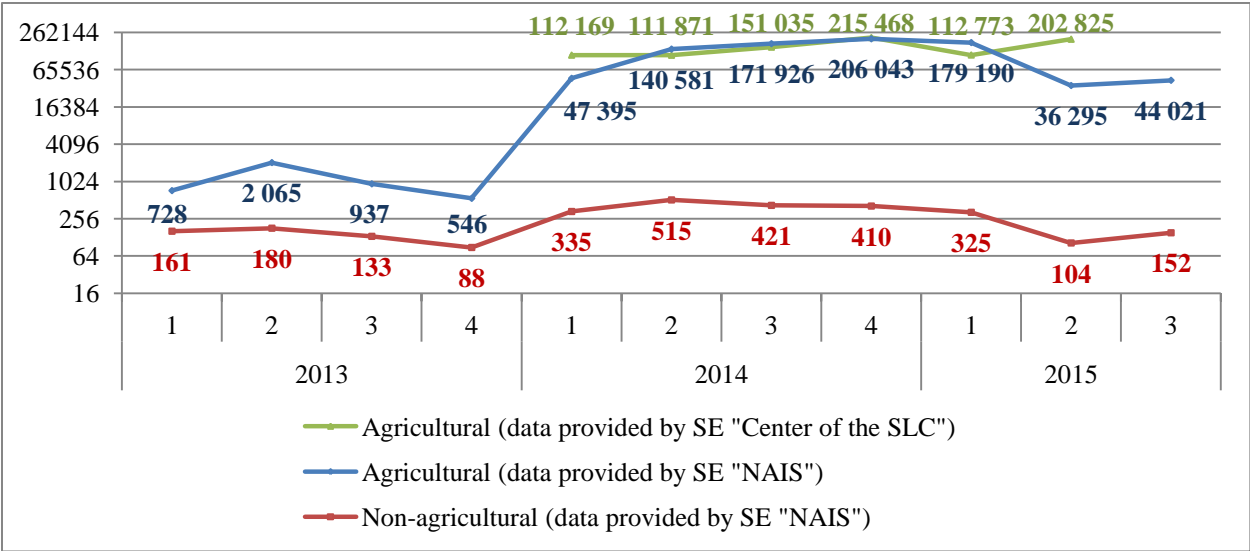 112 169 111 871 151 035 215 468 112 773 202 825
262144
65536
140 581 171 926 206 043 179 190
16384
47 395 36 295 44 021
4096
1024
728 2 065 937 546
256
335 515 421 410 325
64
161 180 133 88 104 152
16
1 2 3 4 1 2 3 4 1 2 3
2013 2014 2015
Agricultural (data provided by SE "Center of the SLC")
Agricultural (data provided by SE "NAIS")
Non-agricultural (data provided by SE "NAIS")